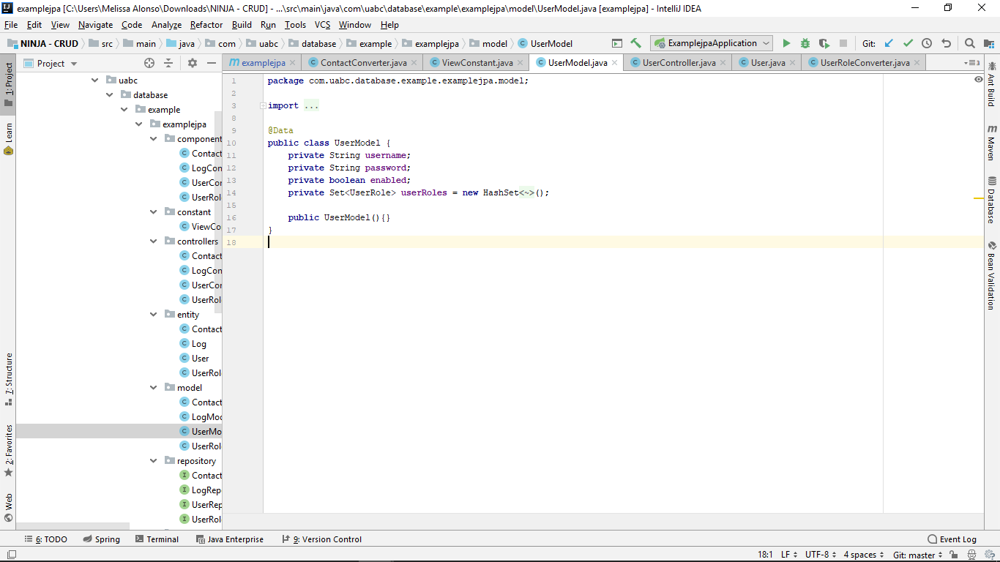 examplejpa [C:\Users\Melissa Alonso\Downloads\NINJA - CRUD] - ...\src\main\java\com\uabc\database\example\examplejpa\model\UserModel.java [examplejpa] - IntelliJ IDEA
File Edit View Navigate Code Analyze Refactor Build Run Tools VCS Window Help
NINJA - CRUD src main java com uabc database example examplejpa model UserModel ExamplejpaApplication Git:
Project
examplejpa ContactConverter.java ViewConstant.java UserModel.java UserController.java User.java UserRoleConverter.java 3
1: Project
Learn
7: Structure
2: Favorites
Web
uabc
database
example
examplejpa
component
Contact
LogCon
UserCon
UserRol
constant
ViewCo
controllers
Contact
LogCon
UserCon
UserRol
entity
Contact
Log
User
UserRol
model
Contact
LogMod
UserMo
UserRol
repository
Contact
LogRep
UserRep
UserRol
1 package com.uabc.database.example.examplejpa.model;
2
3 import ...
8
9 @Data
10 public class UserModel {
11 private String username;
12 private String password;
13 private boolean enabled;
14 private Set<UserRole> userRoles = new HashSet<~>();
15
16 public UserModel(){}
17 }
18
Ant Build
Maven
Database
Bean Validation
6: TODO Spring Terminal Java Enterprise 9: Version Control Event Log
18:1 LF UTF-8 4 spaces Git: master